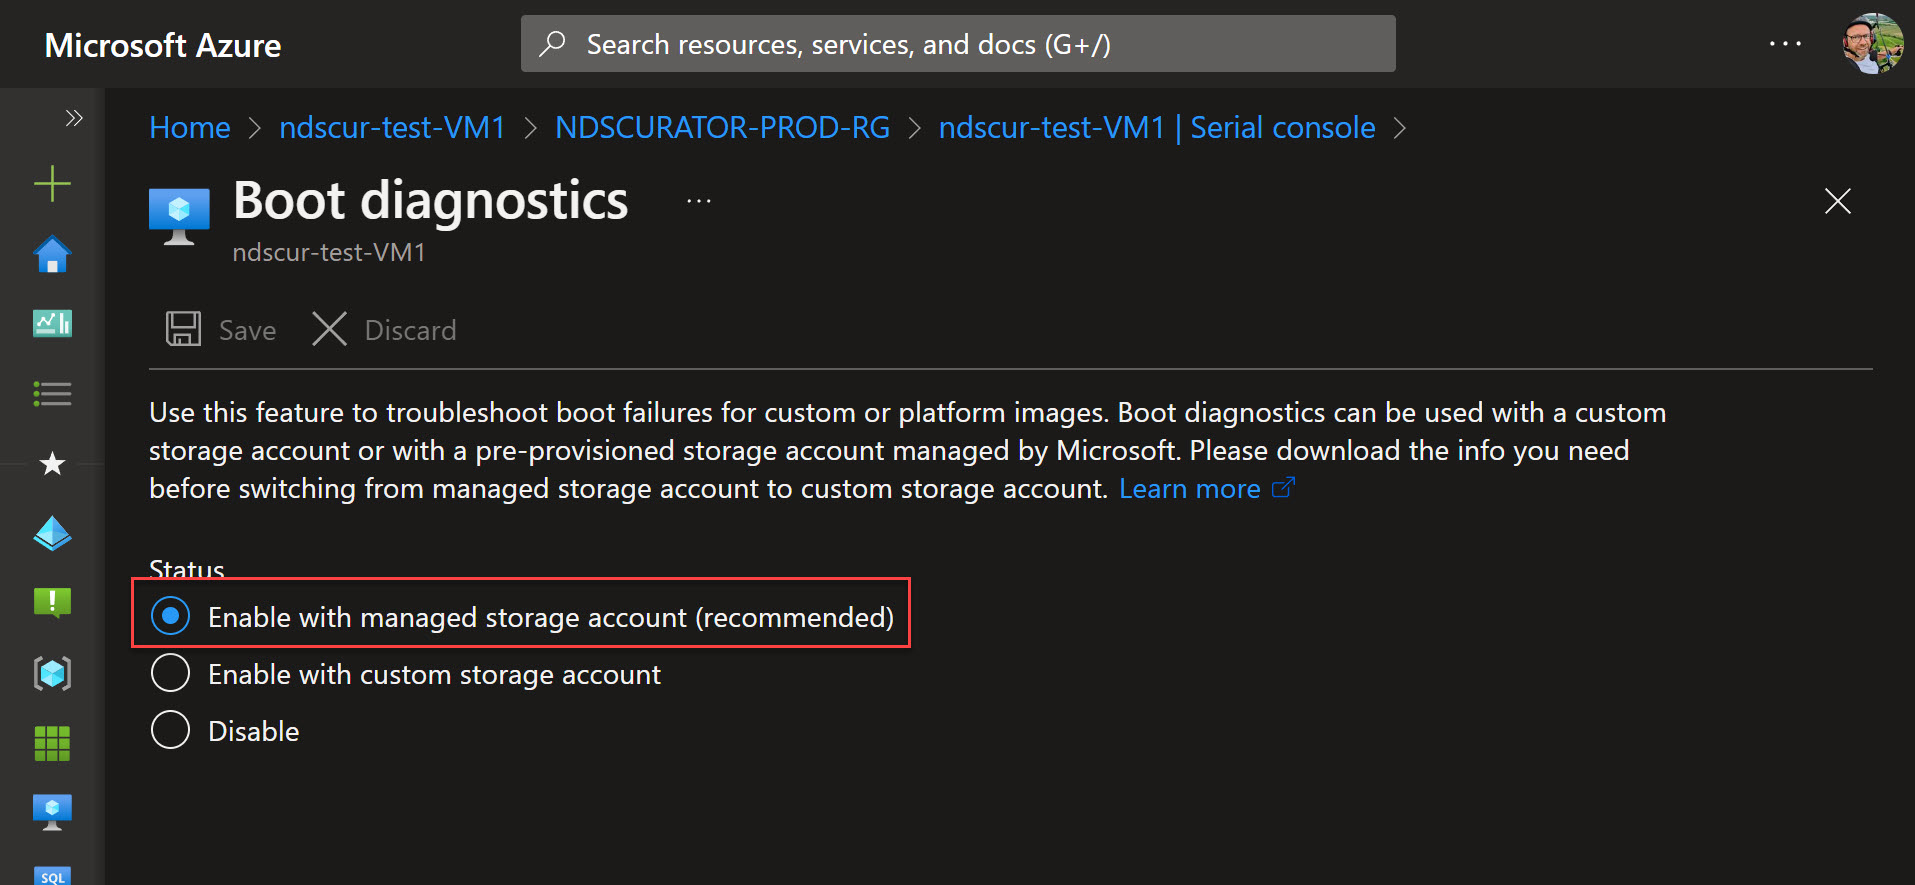 Microsoft Azure
Search resources, services, and docs (G+/)
Home > ndscur-test-VM1 > NDSCURATOR-PROD-RG > ndscur-test-VM1 | Serial console >
Boot diagnostics ...
ndscur-test-VM1
Save Discard
Use this feature to troubleshoot boot failures for custom or platform images. Boot diagnostics can be used with a custom
storage account or with a pre-provisioned storage account managed by Microsoft. Please download the info you need
before switching from managed storage account to custom storage account. Learn more
Status
Enable with managed storage account (recommended)
Enable with custom storage account
Disable
SQL